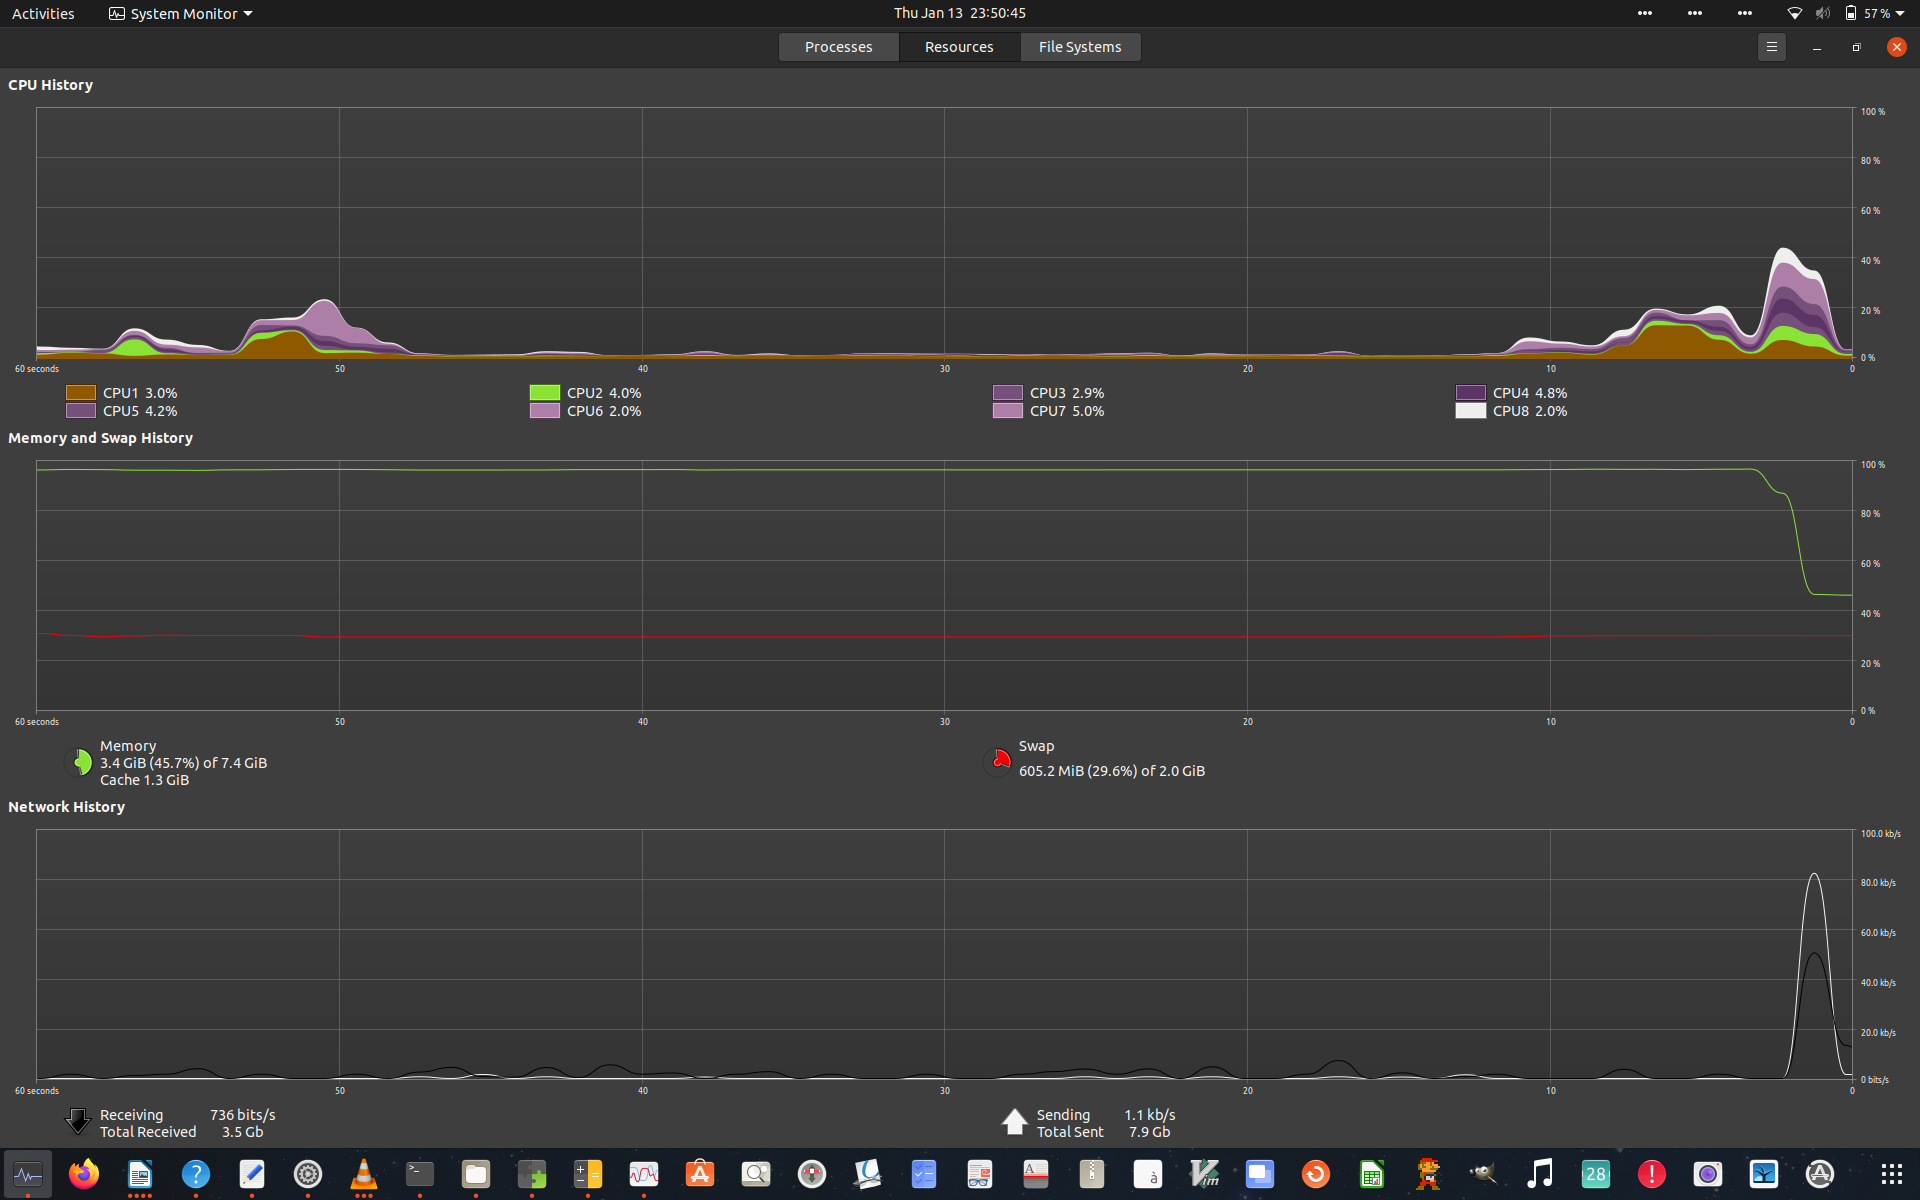 Activities
System Monitor
Thu Jan 13 23:50:45
57 %
Processes
Resources
File Systems
CPU History
100 %
80 %
60 %
40 %
20 %
0 %
60 seconds 50 40 30 20 10 0
CPU1 3.0% CPU2 4.0% CPU3 2.9% CPU4 4.8%
CPU5 4.2% CPU6 2.0% CPU7 5.0% CPU8 2.0%
Memory and Swap History
100 %
80 %
60 %
40 %
20 %
0 %
60 seconds 50 40 30 20 10 0
Memory
3.4 GiB (45.7%) of 7.4 GiB
Cache 1.3 GiB
Swap
605.2 MiB (29.6%) of 2.0 GiB
Network History
100.0 kb/s
80.0 kb/s
60.0 kb/s
40.0 kb/s
20.0 kb/s
0 bits/s
60 seconds 50 40 30 20 10 0
Receiving 736 bits/s
Total Received 3.5 Gb
Sending 1.1 kb/s
Total Sent 7.9 Gb
?
>_
A
à
Vim
28
!